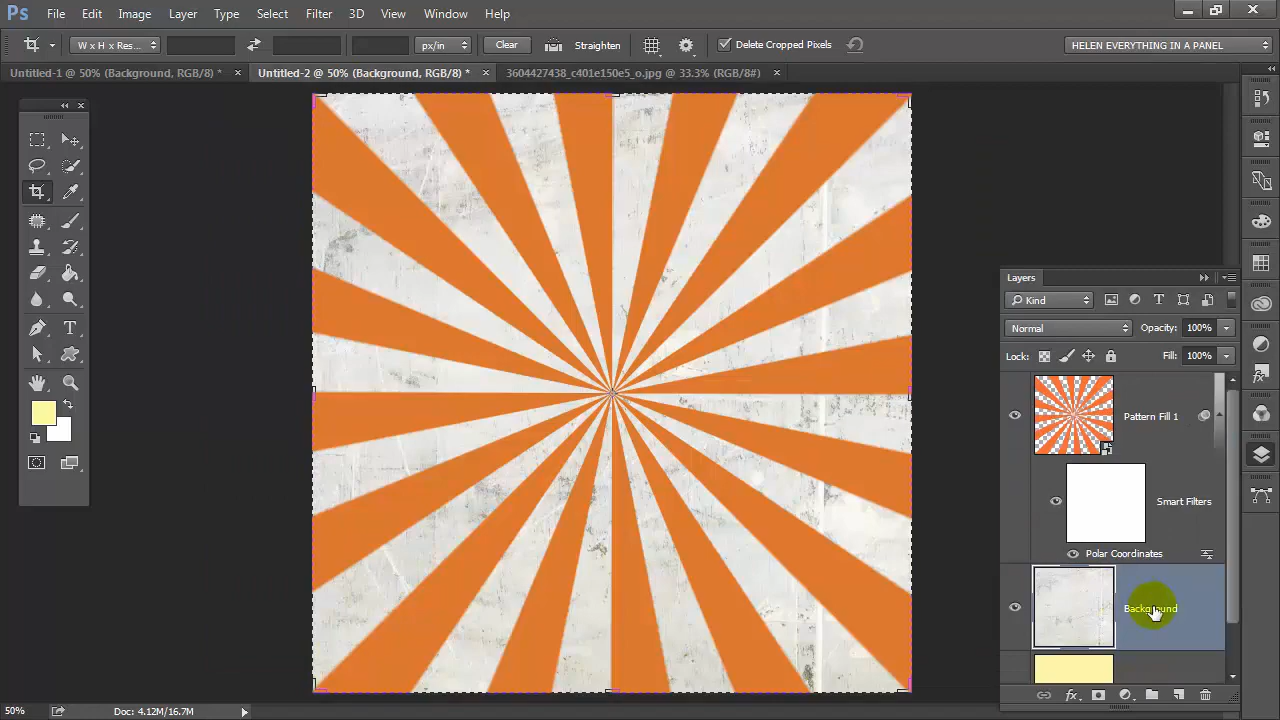 Ps File Edit Image Layer Type Select Filter 3D View Window Help
W x H x Res... px/in Clear Straighten Delete Cropped Pixels HELEN EVERYTHING IN A PANEL
Untitled-1 @ 50% (Background, RGB/8) * × Untitled-2 @ 50% (Background, RGB/8) * × 3604427438_c401e150e5_o.jpg @ 33.3% (RGB/8#) ×
Layers
Kind T
Normal Opacity: 100%
Lock: Fill: 100%
Pattern Fill 1
Smart Filters
Polar Coordinates
Background
fx
50% Doc: 4.12M/16.7M